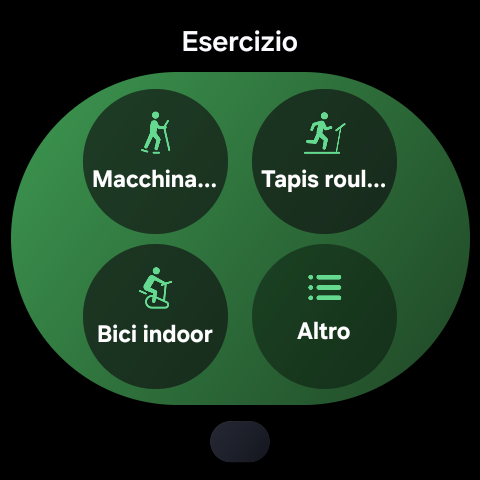 Esercizio
Macchina...
Tapis roul...
Bici indoor
Altro